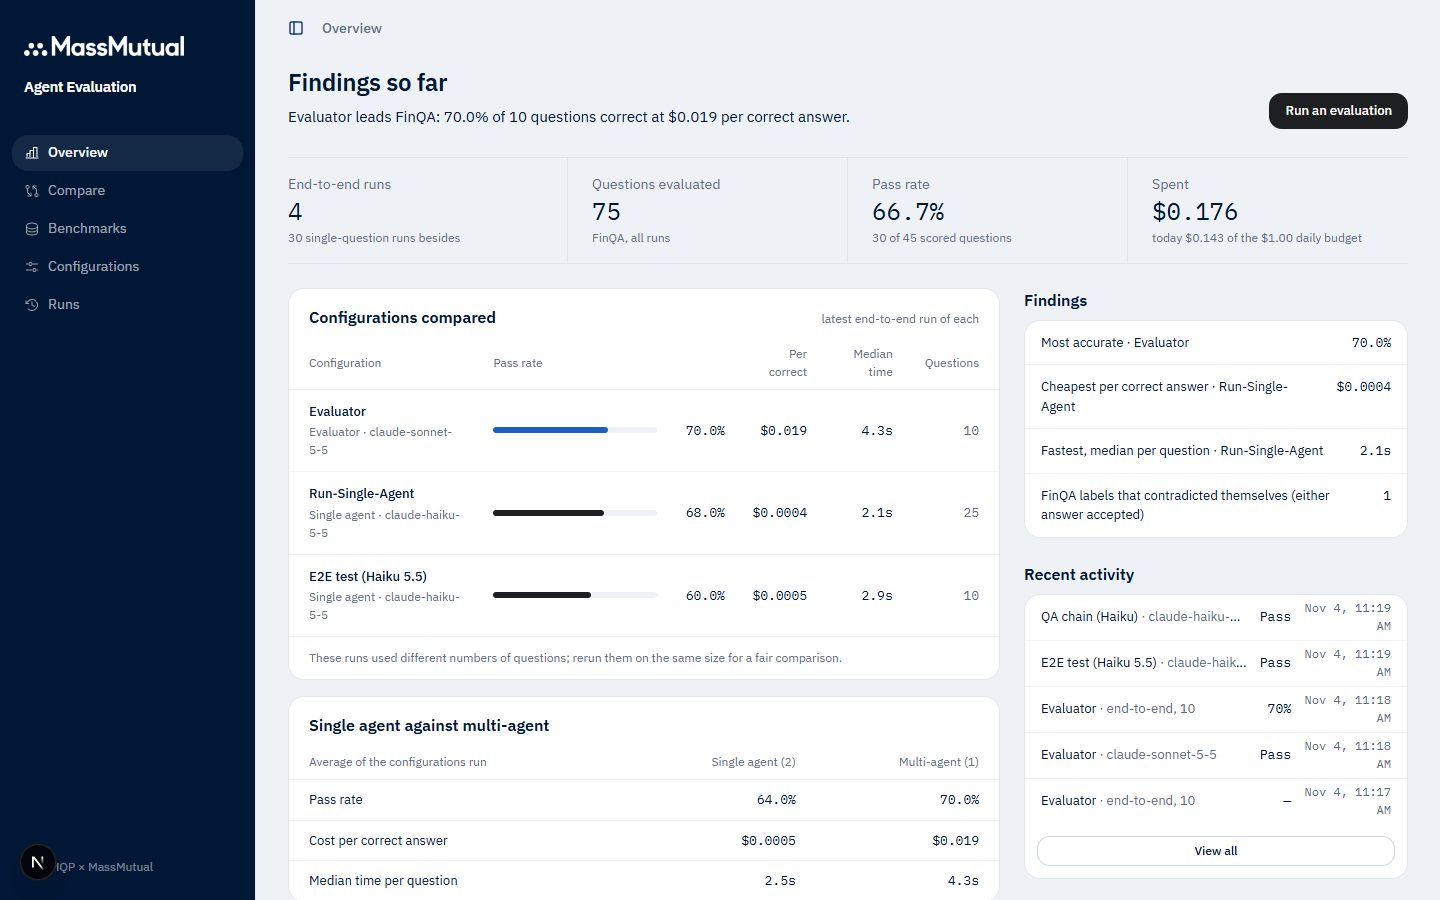 MassMutual
Agent Evaluation
Overview
Compare
Benchmarks
Configurations
Runs
N
IQP × MassMutual
Overview
Findings so far
Evaluator leads FinQA: 70.0% of 10 questions correct at $0.019 per correct answer.
Run an evaluation
End-to-end runs
4
30 single-question runs besides
Questions evaluated
75
FinQA, all runs
Pass rate
66.7%
30 of 45 scored questions
Spent
$0.176
today $0.143 of the $1.00 daily budget
Configurations compared
latest end-to-end run of each
Configuration Pass rate Per correct Median time Questions
Evaluator
Evaluator · claude-sonnet-
5-5
70.0% $0.019 4.3s 10
Run-Single-Agent
Single agent · claude-haiku-
5-5
68.0% $0.0004 2.1s 25
E2E test (Haiku 5.5)
Single agent · claude-haiku-
5-5
60.0% $0.0005 2.9s 10
These runs used different numbers of questions; rerun them on the same size for a fair comparison.
Single agent against multi-agent
Average of the configurations run Single agent (2) Multi-agent (1)
Pass rate 64.0% 70.0%
Cost per correct answer $0.0005 $0.019
Median time per question 2.5s 4.3s
Findings
Most accurate · Evaluator 70.0%
Cheapest per correct answer · Run-Single- $0.0004
Agent
Fastest, median per question · Run-Single-Agent 2.1s
FinQA labels that contradicted themselves (either 1
answer accepted)
Recent activity
QA chain (Haiku) · claude-haiku-... Pass Nov 4, 11:19
AM
E2E test (Haiku 5.5) · claude-haik... Pass Nov 4, 11:19
AM
Evaluator · end-to-end, 10 70% Nov 4, 11:18
AM
Evaluator · claude-sonnet-5-5 Pass Nov 4, 11:18
AM
Evaluator · end-to-end, 10 — Nov 4, 11:17
AM
View all